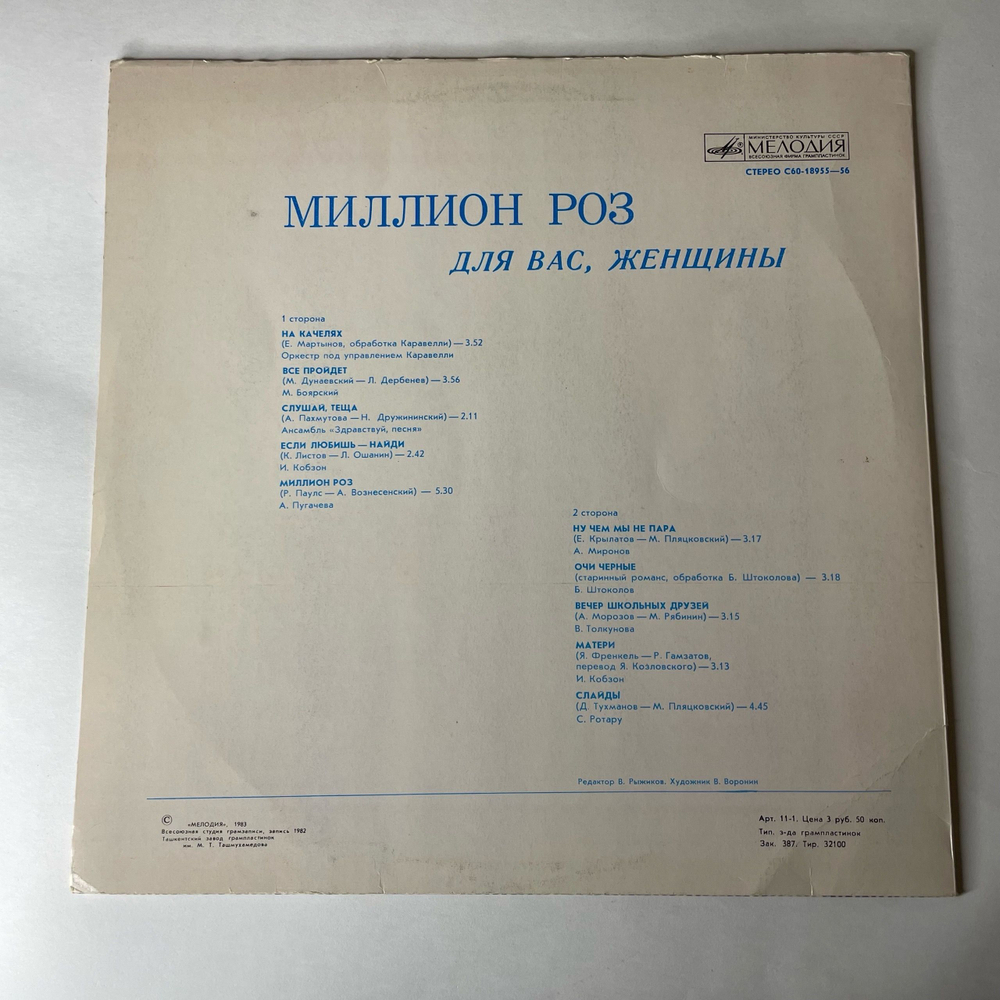 МИНИСТЕРСТВО КУЛЬТУРЫ СССР
МЕЛОДИЯ
ВСЕСОЮЗНАЯ ФИРМА ГРАМПЛАСТИНОК
СТЕРЕО С60-18955—56
МИЛЛИОН РОЗ
ДЛЯ ВАС, ЖЕНЩИНЫ
1 сторона
НА КАЧЕЛЯХ
(Е. Мартынов, обработка Каравелли) — 3.52
Оркестр под управлением Каравелли
ВСЕ ПРОЙДЕТ
(М. Дунаевский — Л. Дербенев) — 3.56
М. Боярский
СЛУШАЙ, ТЕЩА
(А. Пахмутова — Н. Дружининский) — 2.11
Ансамбль «Здравствуй, песня»
ЕСЛИ ЛЮБИШЬ — НАЙДИ
(К. Листов — Л. Ошанин) — 2.42
И. Кобзон
МИЛЛИОН РОЗ
(Р. Паулс — А. Вознесенский) — 5.30
А. Пугачева
2 сторона
НУ ЧЕМ МЫ НЕ ПАРА
(Е. Крылатов — М. Пляцковский) — 3.17
А. Миронов
ОЧИ ЧЕРНЫЕ
(старинный романс, обработка Б. Штоколова) — 3.18
Б. Штоколов
ВЕЧЕР ШКОЛЬНЫХ ДРУЗЕЙ
(А. Морозов — М. Рябинин) — 3.15
В. Толкунова
МАТЕРИ
(Я. Френкель — Р. Гамзатов,
перевод Я. Козловского) — 3.13
И. Кобзон
СЛАЙДЫ
(Д. Тухманов — М. Пляцковский) — 4.45
С. Ротару
Редактор В. Рыжиков. Художник В. Воронин
© «МЕЛОДИЯ», 1983
Всесоюзная студия грамзаписи, запись 1982
Ташкентский завод грампластинок
им. М. Т. Ташмухамедова
Арт. 11-1. Цена 3 руб. 50 коп.
Тип. з-да грампластинок
Зак. 387. Тир. 32100